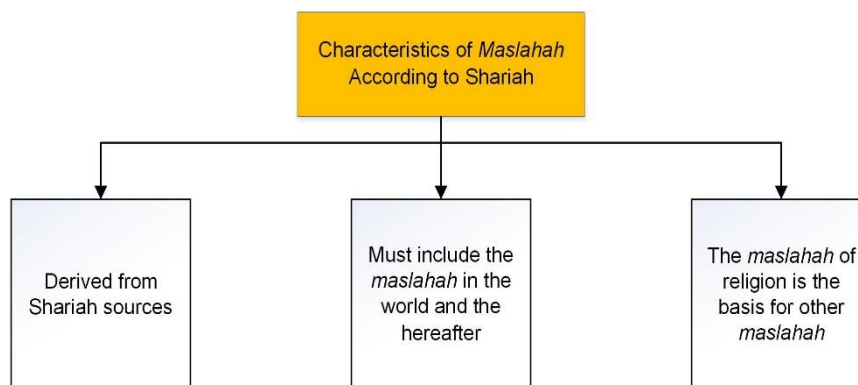 Characteristics of Maslahah
According to Shariah
Derived from
Shariah sources
Must include the
maslahah in the
world and the
hereafter
The maslahah of
religion is the
basis for other
maslahah